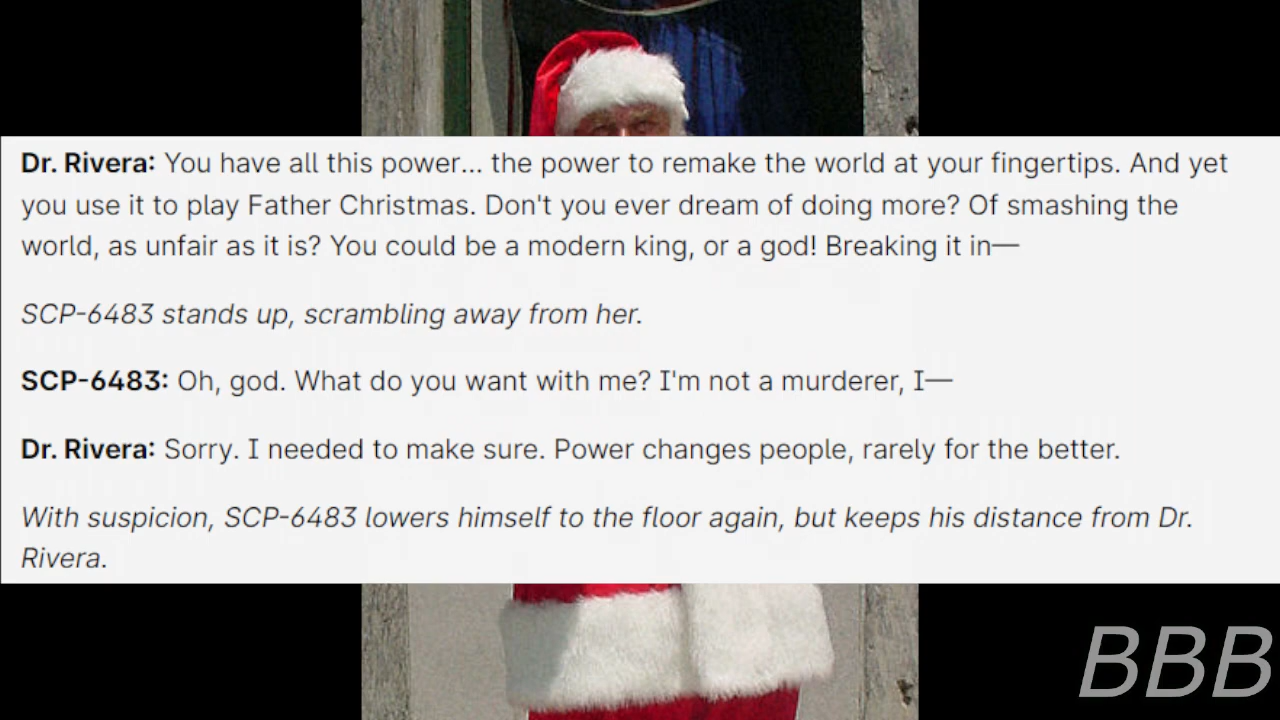 Dr. Rivera: You have all this power... the power to remake the world at your fingertips. And yet
you use it to play Father Christmas. Don't you ever dream of doing more? Of smashing the
world, as unfair as it is? You could be a modern king, or a god! Breaking it in—
SCP-6483 stands up, scrambling away from her.
SCP-6483: Oh, god. What do you want with me? I'm not a murderer, I—
Dr. Rivera: Sorry. I needed to make sure. Power changes people, rarely for the better.
With suspicion, SCP-6483 lowers himself to the floor again, but keeps his distance from Dr.
Rivera.
BBB